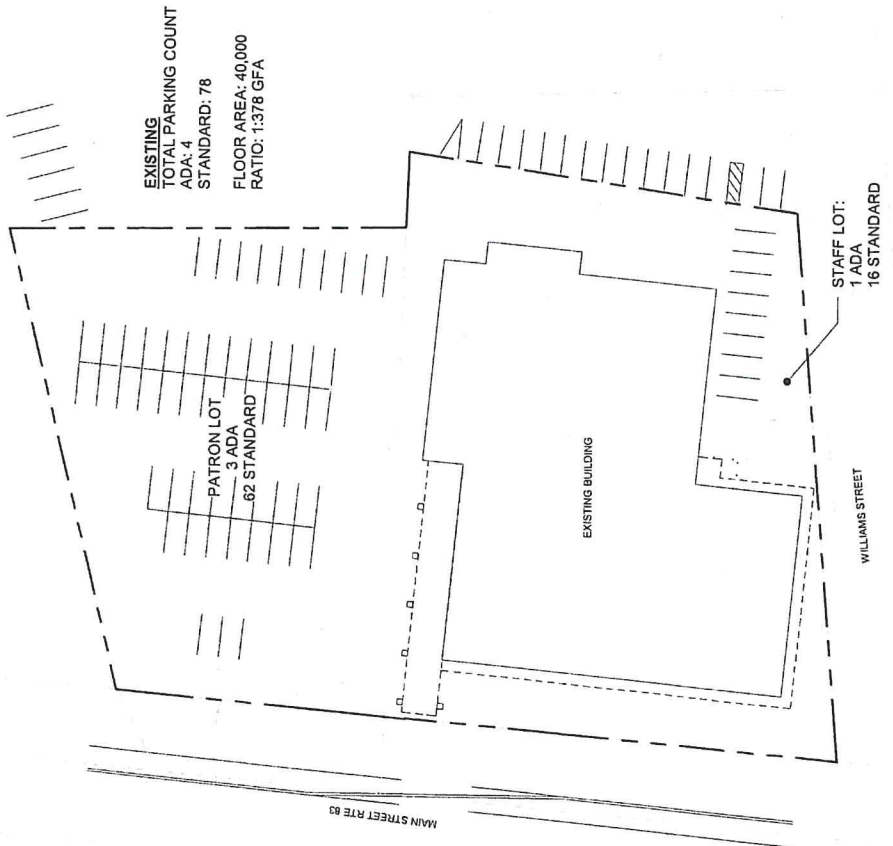 EXISTING
TOTAL PARKING COUNT
ADA: 4
STANDARD: 78
FLOOR AREA: 40,000
RATIO: 1:378 GFA
PATRON LOT
3 ADA
62 STANDARD
EXISTING BUILDING
STAFF LOT:
1 ADA
16 STANDARD
WILLIAMS STREET
MAIN STREET RTE 83